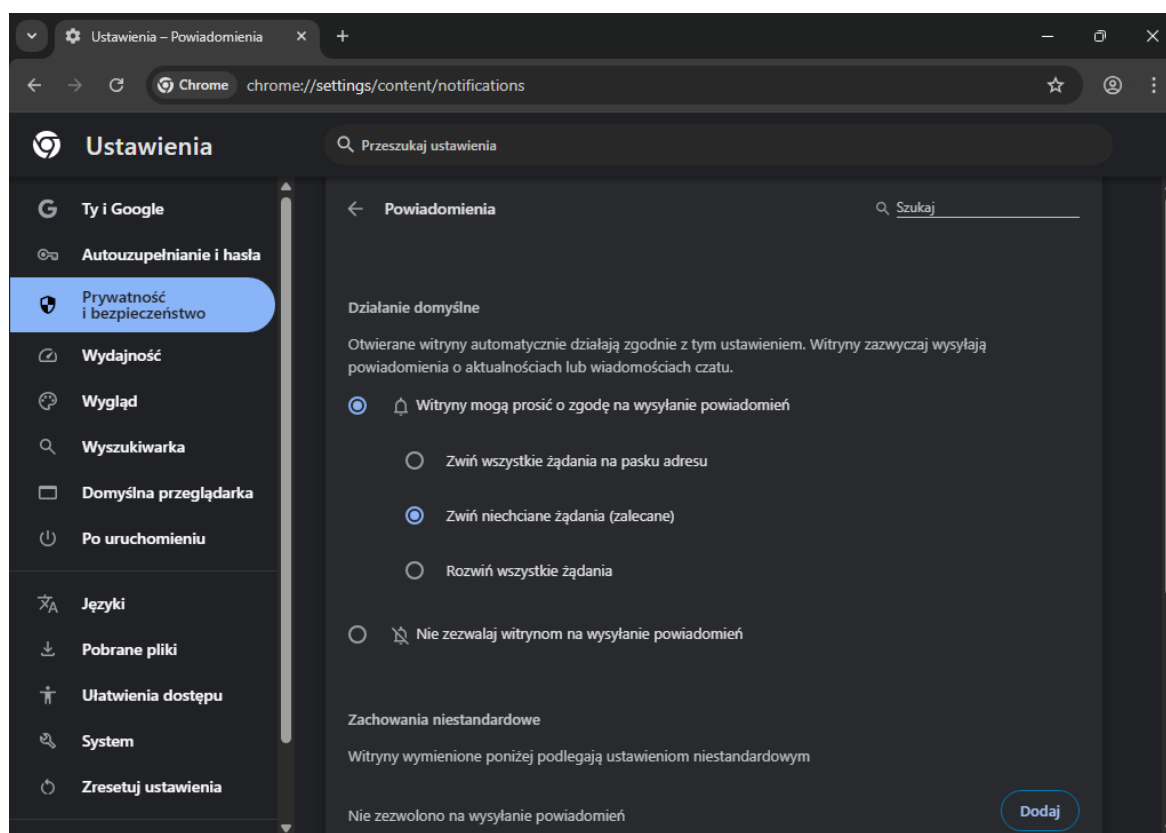 Ustawienia – Powiadomienia
Chrome
chrome://settings/content/notifications
Ustawienia
Przeszukaj ustawienia
Ty i Google
Autouzupełnianie i hasła
Prywatność
i bezpieczeństwo
Wydajność
Wygląd
Wyszukiwarka
Domyślna przeglądarka
Po uruchomieniu
Języki
Pobrane pliki
Ułatwienia dostępu
System
Zresetuj ustawienia
Powiadomienia
Szukaj
Działanie domyślne
Otwierane witryny automatycznie działają zgodnie z tym ustawieniem. Witryny zazwyczaj wysyłają
powiadomienia o aktualnościach lub wiadomościach czatu.
Witryny mogą prosić o zgodę na wysyłanie powiadomień
Zwiń wszystkie żądania na pasku adresu
Zwiń niechciane żądania (zalecane)
Rozwiń wszystkie żądania
Nie zezwalaj witrynom na wysyłanie powiadomień
Zachowania niestandardowe
Witryny wymienione poniżej podlegają ustawieniom niestandardowym
Nie zezwolono na wysyłanie powiadomień
Dodaj